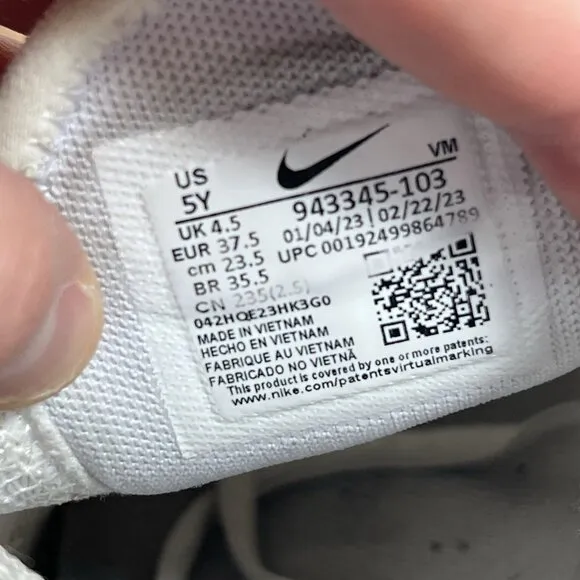 US
5Y
UK 4.5
EUR 37.5
cm 23.5
BR 35.5
CN 235(2.5)
VM
943345-103
01/04/23 | 02/22/23
UPC 00192499864789
042HQE23HK3G0
MADE IN VIETNAM
HECHO EN VIETNAM
FABRIQUE AU VIETNAM
FABRICADO NO VIETNÃ
This product is covered by one or more patents:
www.nike.com/patentsvirtualmarking